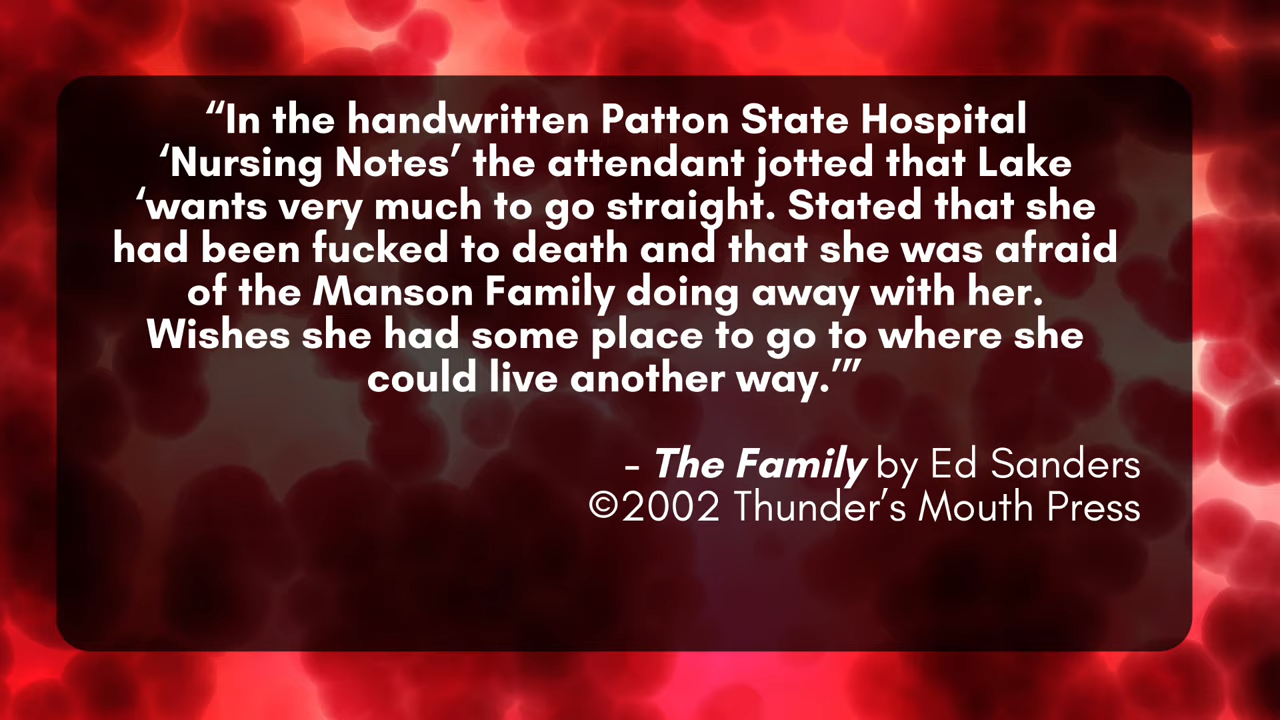 “In the handwritten Patton State Hospital
‘Nursing Notes’ the attendant jotted that Lake
‘wants very much to go straight. Stated that she
had been fucked to death and that she was afraid
of the Manson Family doing away with her.
Wishes she had some place to go to where she
could live another way.’”
- The Family by Ed Sanders
©2002 Thunder’s Mouth Press